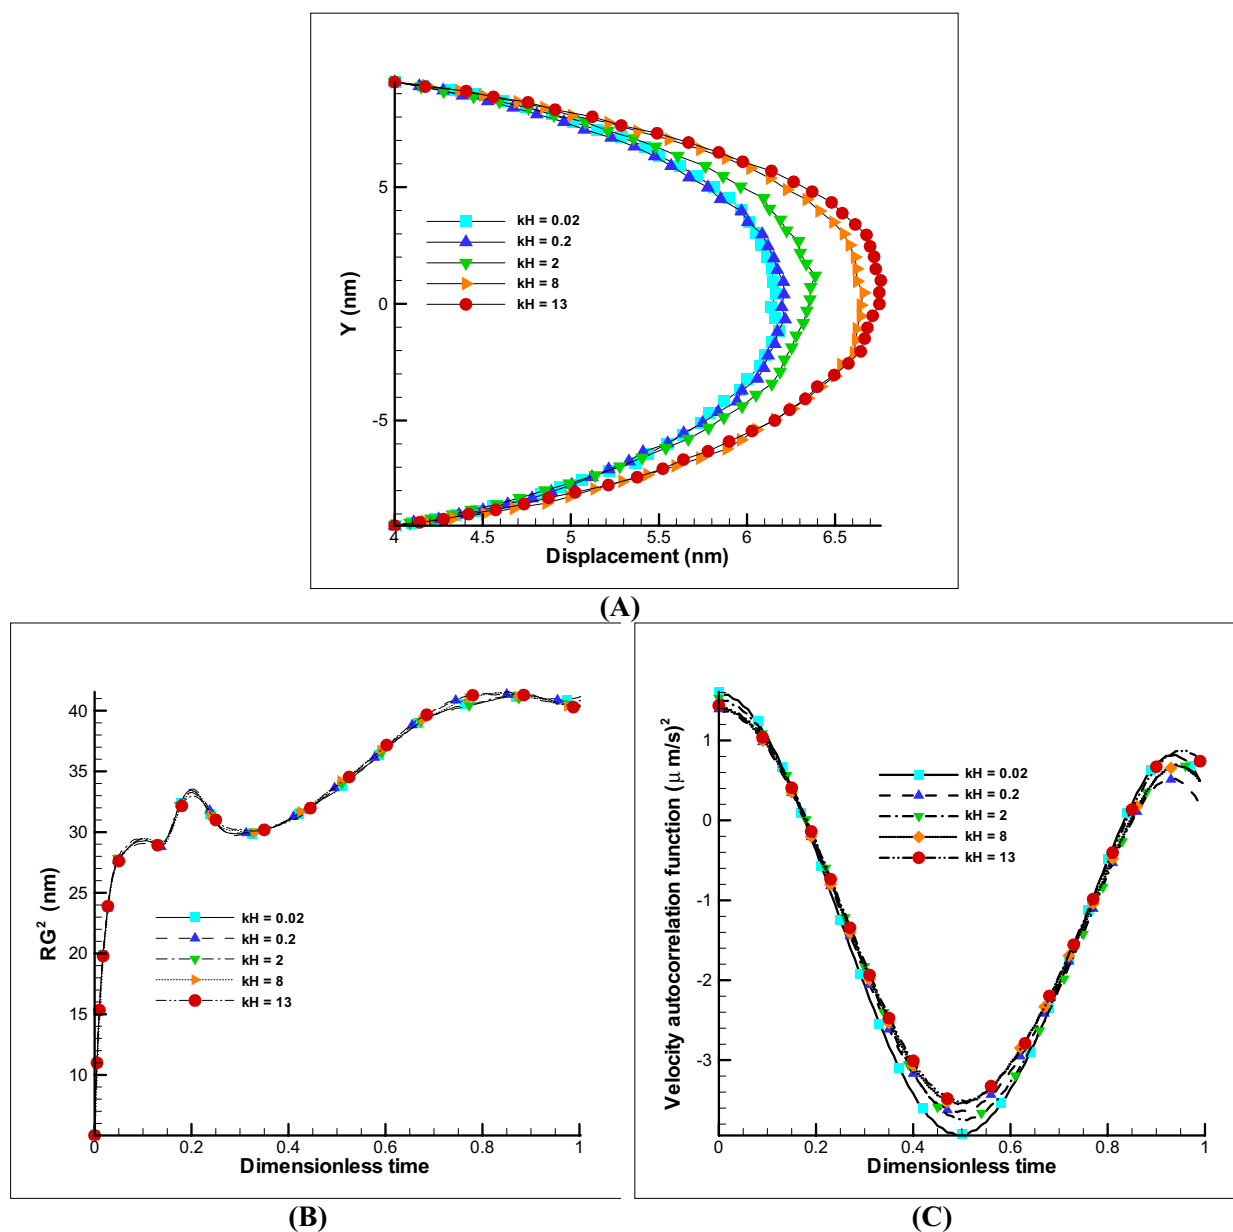 5
0
-5
Y (nm)
kH = 0.02
kH = 0.2
kH = 2
kH = 8
kH = 13
4
4.5
5
5.5
6
6.5
Displacement (nm)
(A)
40
35
30
25
20
15
10
RG² (nm)
kH = 0.02
kH = 0.2
kH = 2
kH = 8
kH = 13
0
0.2
0.4
0.6
0.8
1
Dimensionless time
(B)
1
0
-1
-2
-3
Velocity autocorrelation function (μ m/s)²
kH = 0.02
kH = 0.2
kH = 2
kH = 8
kH = 13
0
0.2
0.4
0.6
0.8
1
Dimensionless time
(C)